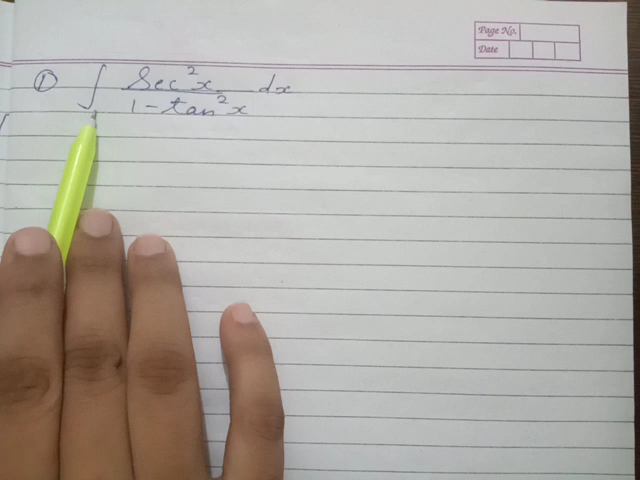 Page No.
Date
① ∫ Sec²x / 1 - tan²x dx